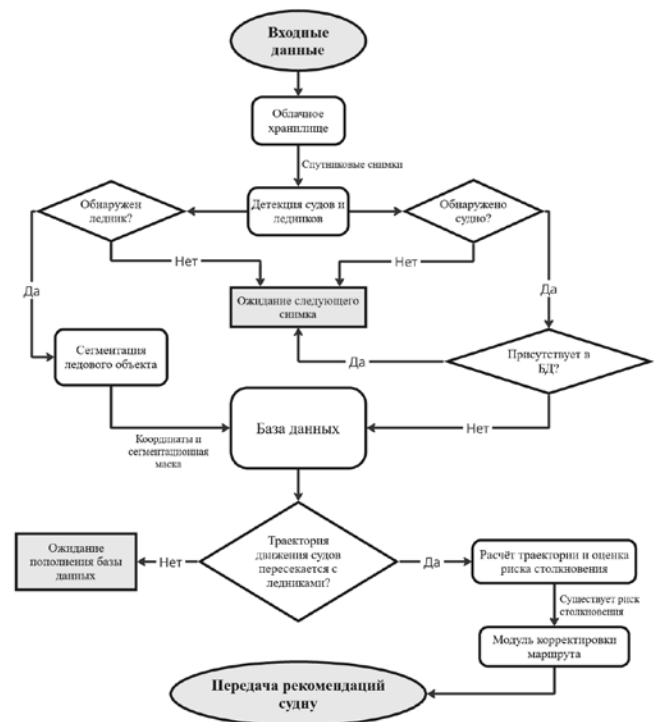 Входные
данные
Облачное
хранилище
Спутниковые снимки
Обнаружен
ледник?
Детекция судов и
ледников
Обнаружено
судно?
Нет
Нет
Да
Да
Ожидание следующего
снимка
Сегментация
ледового объекта
Да
Присутствует в
БД?
База данных
Нет
Координаты и
сегментационная
маска
Ожидание
пополнения базы
данных
Нет
Траектория
движения судов
пересекается с
ледниками?
Да
Расчёт траектории и оценка
риска столкновения
Существует риск
столкновения
Модуль корректировки
маршрута
Передача рекомендаций
судну